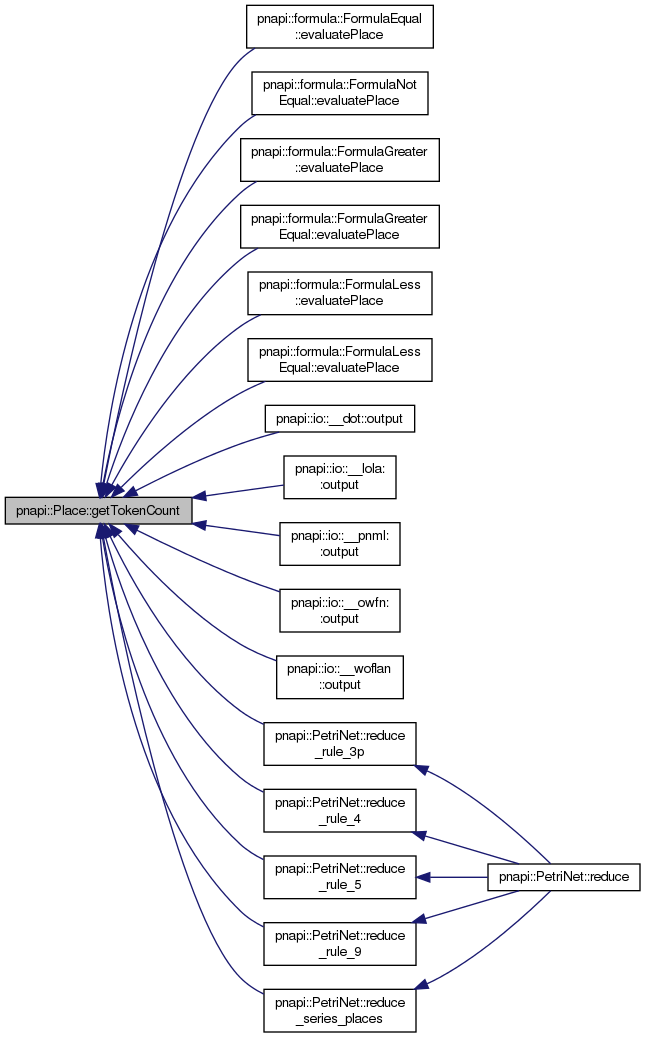 pnapi::formula::FormulaEqual
::evaluatePlace
pnapi::formula::FormulaNot
Equal::evaluatePlace
pnapi::formula::FormulaGreater
::evaluatePlace
pnapi::formula::FormulaGreater
Equal::evaluatePlace
pnapi::formula::FormulaLess
::evaluatePlace
pnapi::formula::FormulaLess
Equal::evaluatePlace
pnapi::io::__dot::output
pnapi::io::__lola:
:output
pnapi::Place::getTokenCount
pnapi::io::__pnml:
:output
pnapi::io::__owfn:
:output
pnapi::io::__woflan
::output
pnapi::PetriNet::reduce
_rule_3p
pnapi::PetriNet::reduce
_rule_4
pnapi::PetriNet::reduce
_rule_5
pnapi::PetriNet::reduce
pnapi::PetriNet::reduce
_rule_9
pnapi::PetriNet::reduce
_series_places